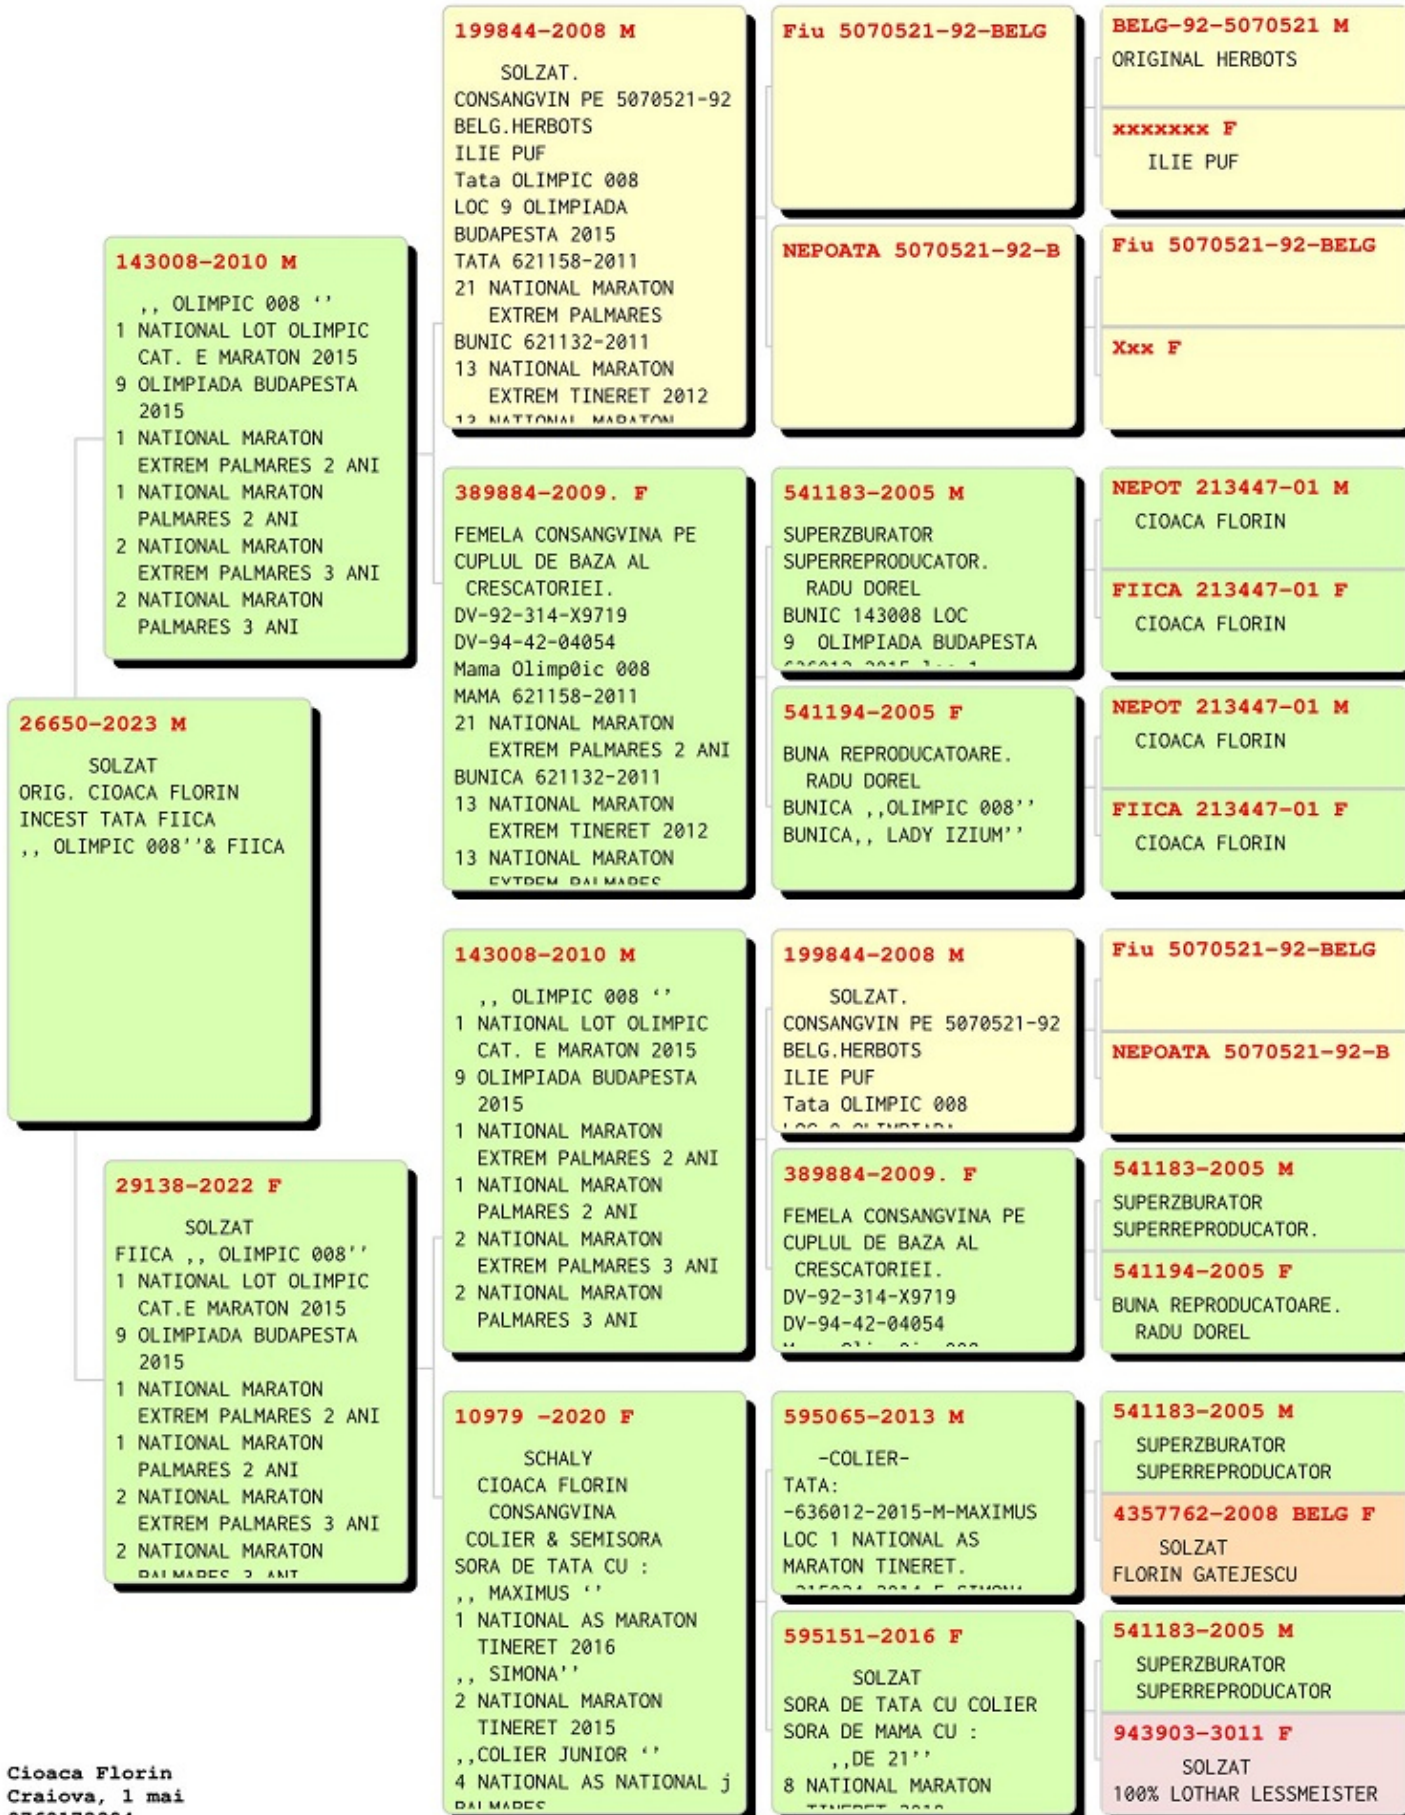 26650-2023 M
SOLZAT
ORIG. CIOACA FLORIN
INCEST TATA FIICA
,, OLIMPIC 008''& FIICA
143008-2010 M
,, OLIMPIC 008 ‘’
1 NATIONAL LOT OLIMPIC
CAT. E MARATON 2015
9 OLIMPIADA BUDAPESTA
2015
1 NATIONAL MARATON
EXTREM PALMARES 2 ANI
1 NATIONAL MARATON
PALMARES 2 ANI
2 NATIONAL MARATON
EXTREM PALMARES 3 ANI
2 NATIONAL MARATON
PALMARES 3 ANI
29138-2022 F
SOLZAT
FIICA ,, OLIMPIC 008’’
1 NATIONAL LOT OLIMPIC
CAT.E MARATON 2015
9 OLIMPIADA BUDAPESTA
2015
1 NATIONAL MARATON
EXTREM PALMARES 2 ANI
1 NATIONAL MARATON
PALMARES 2 ANI
2 NATIONAL MARATON
EXTREM PALMARES 3 ANI
2 NATIONAL MARATON
PALMARES 3 ANI
199844-2008 M
SOLZAT.
CONSANGVIN PE 5070521-92
BELG.HERBOTS
ILIE PUF
Tata OLIMPIC 008
LOC 9 OLIMPIADA
BUDAPESTA 2015
TATA 621158-2011
21 NATIONAL MARATON
EXTREM PALMARES
BUNIC 621132-2011
13 NATIONAL MARATON
EXTREM TINERET 2012
13 NATIONAL MARATON
389884-2009. F
FEMELA CONSANGVINA PE
CUPLUL DE BAZA AL
CRESCATORIEI.
DV-92-314-X9719
DV-94-42-04054
Mama Olimp0ic 008
MAMA 621158-2011
21 NATIONAL MARATON
EXTREM PALMARES 2 ANI
BUNICA 621132-2011
13 NATIONAL MARATON
EXTREM TINERET 2012
13 NATIONAL MARATON
EXTREM PALMARES
143008-2010 M
,, OLIMPIC 008 ‘’
1 NATIONAL LOT OLIMPIC
CAT. E MARATON 2015
9 OLIMPIADA BUDAPESTA
2015
1 NATIONAL MARATON
EXTREM PALMARES 2 ANI
1 NATIONAL MARATON
PALMARES 2 ANI
2 NATIONAL MARATON
EXTREM PALMARES 3 ANI
2 NATIONAL MARATON
PALMARES 3 ANI
10979 -2020 F
SCHALY
CIOACA FLORIN
CONSANGVINA
COLIER & SEMISORA
SORA DE TATA CU :
,, MAXIMUS ‘’
1 NATIONAL AS MARATON
TINERET 2016
,, SIMONA’’
2 NATIONAL MARATON
TINERET 2015
,,COLIER JUNIOR ‘’
4 NATIONAL AS NATIONAL j
PALMARES
Fiu 5070521-92-BELG
NEPOATA 5070521-92-B
541183-2005 M
SUPERZBURATOR
SUPERREPRODUCATOR.
RADU DOREL
BUNIC 143008 LOC
9 OLIMPIADA BUDAPESTA
541194-2005 F
BUNA REPRODUCATOARE.
RADU DOREL
BUNICA ,,OLIMPIC 008’’
BUNICA,, LADY IZIUM’’
199844-2008 M
SOLZAT.
CONSANGVIN PE 5070521-92
BELG.HERBOTS
ILIE PUF
Tata OLIMPIC 008
389884-2009. F
FEMELA CONSANGVINA PE
CUPLUL DE BAZA AL
CRESCATORIEI.
DV-92-314-X9719
DV-94-42-04054
595065-2013 M
-COLIER-
TATA:
-636012-2015-M-MAXIMUS
LOC 1 NATIONAL AS
MARATON TINERET.
595151-2016 F
SOLZAT
SORA DE TATA CU COLIER
SORA DE MAMA CU :
,,DE 21’’
8 NATIONAL MARATON
BELG-92-5070521 M
ORIGINAL HERBOTS
xxxxxxx F
ILIE PUF
Fiu 5070521-92-BELG
Xxx F
NEPOT 213447-01 M
CIOACA FLORIN
FIICA 213447-01 F
CIOACA FLORIN
NEPOT 213447-01 M
CIOACA FLORIN
FIICA 213447-01 F
CIOACA FLORIN
Fiu 5070521-92-BELG
NEPOATA 5070521-92-B
541183-2005 M
SUPERZBURATOR
SUPERREPRODUCATOR.
541194-2005 F
BUNA REPRODUCATOARE.
RADU DOREL
541183-2005 M
SUPERZBURATOR
SUPERREPRODUCATOR
4357762-2008 BELG F
SOLZAT
FLORIN GATEJESCU
541183-2005 M
SUPERZBURATOR
SUPERREPRODUCATOR
943903-3011 F
SOLZAT
100% LOTHAR LESSMEISTER
Cioaca Florin
Craiova, 1 mai